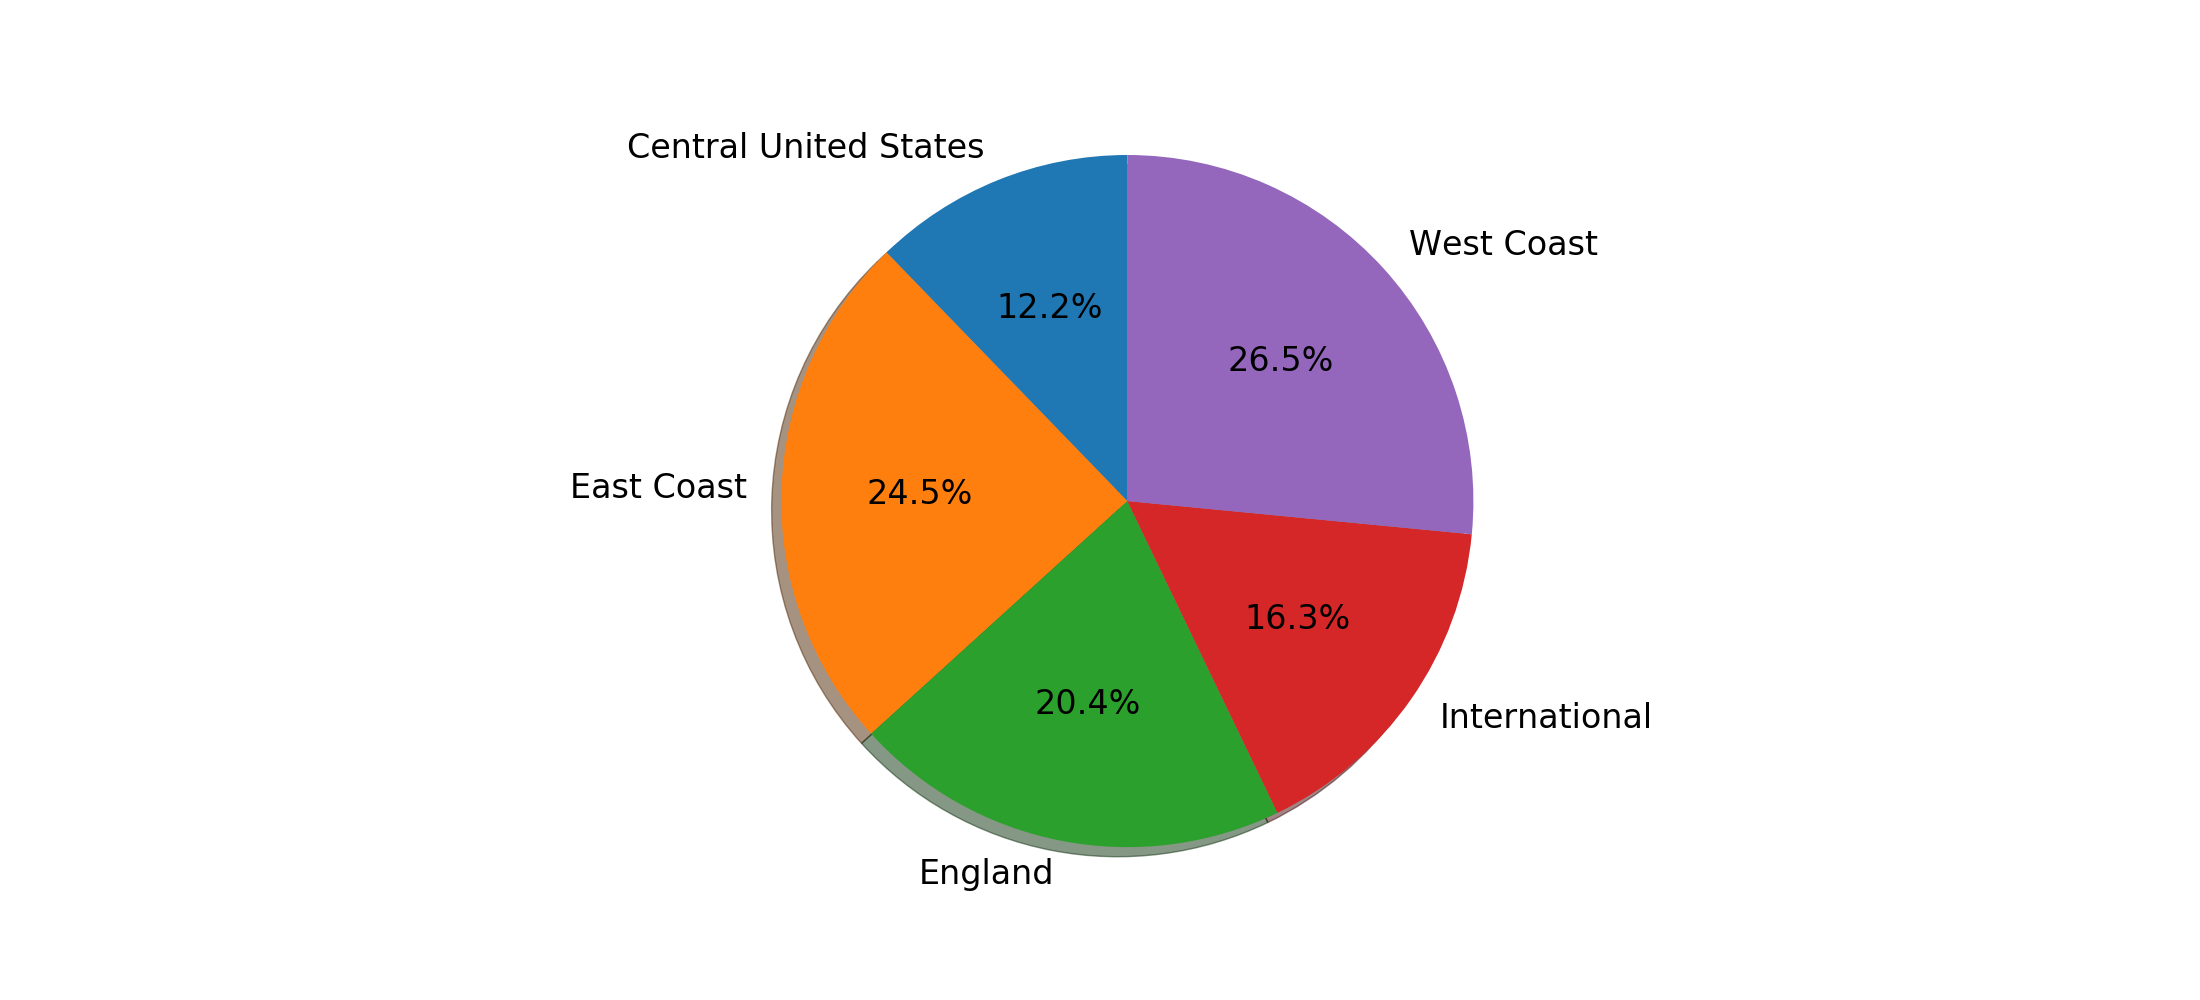 Central United States
West Coast
12.2%
26.5%
East Coast
24.5%
16.3%
20.4%
International
England